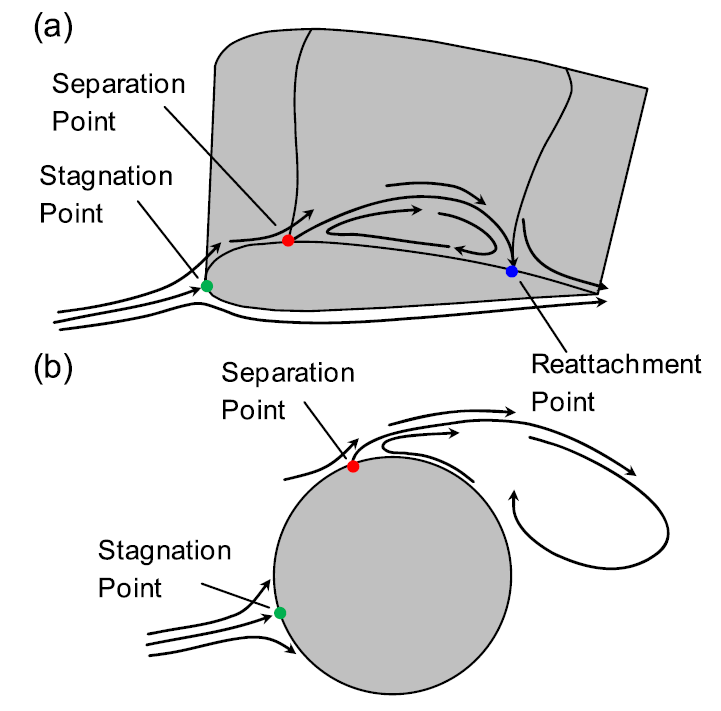 (a)
Separation
Point
Stagnation
Point
Reattachment
Point
(b)
Separation
Point
Stagnation
Point